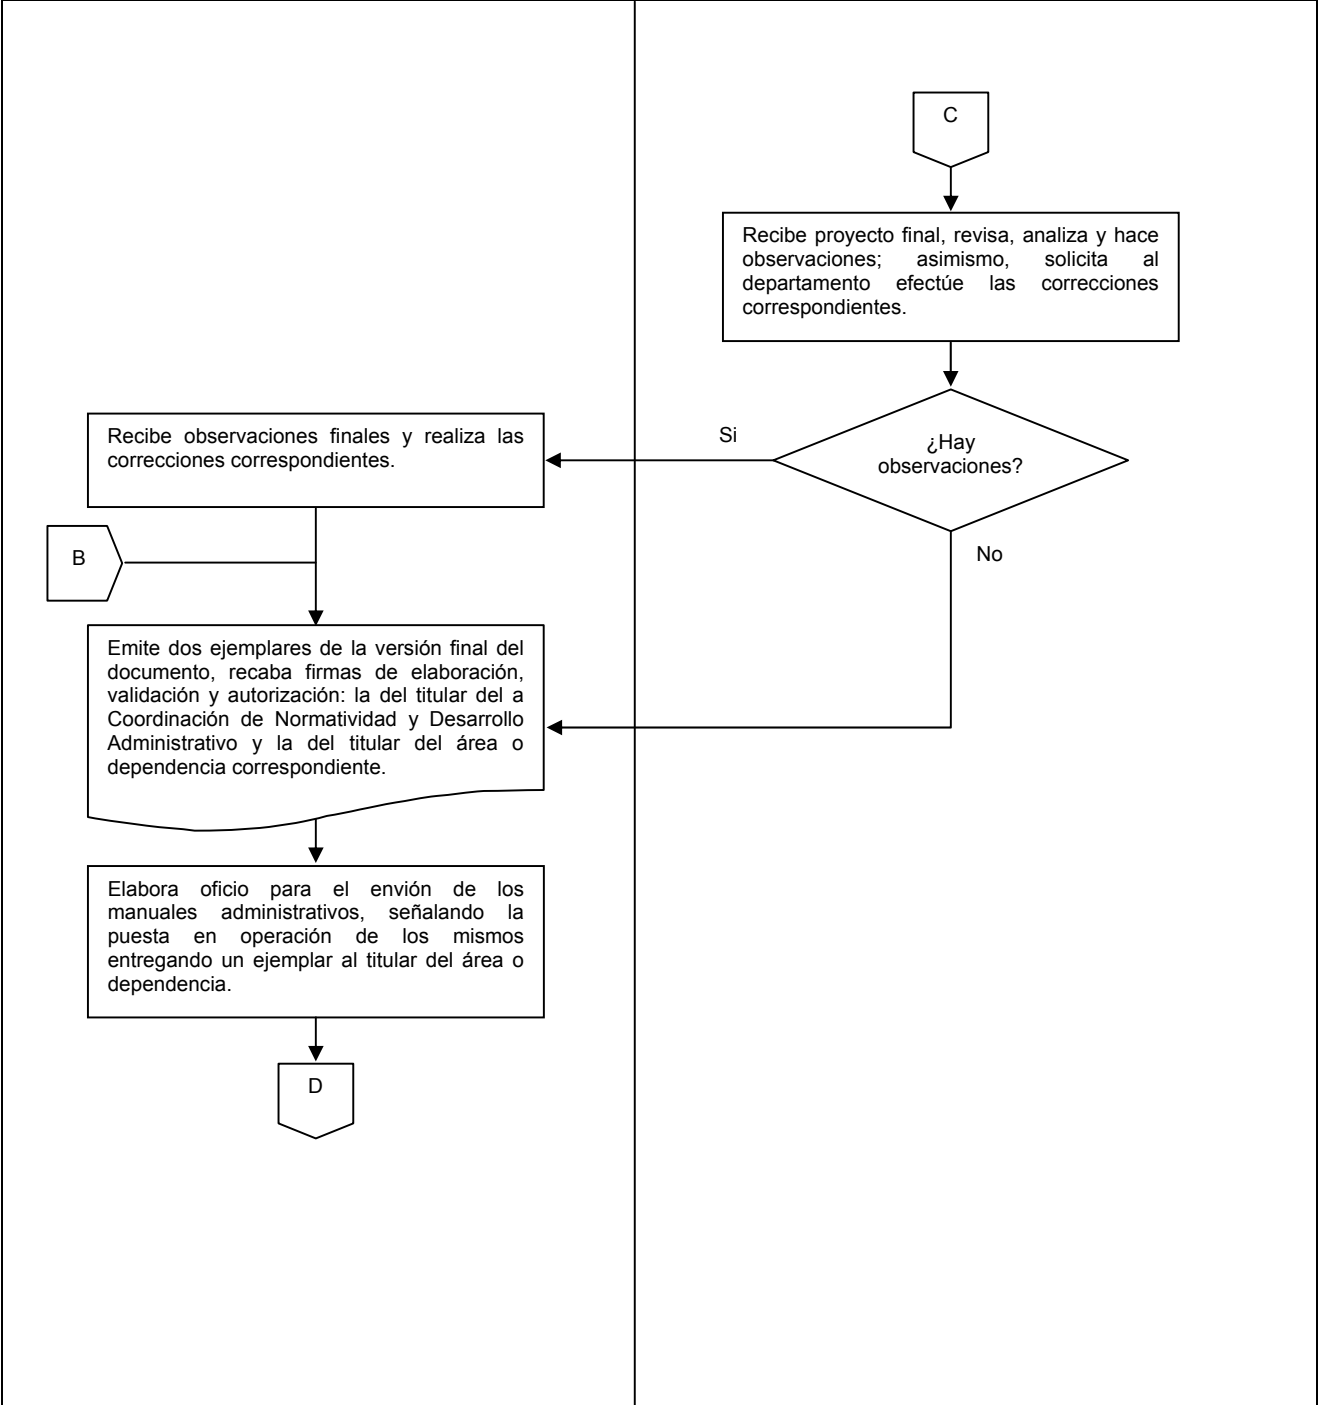 C
Recibe proyecto final, revisa, analiza y hace
observaciones; asimismo, solicita al
departamento efectúe las correcciones
correspondientes.
¿Hay
observaciones?
Si
No
Recibe observaciones finales y realiza las
correcciones correspondientes.
B
Emite dos ejemplares de la versión final del
documento, recaba firmas de elaboración,
validación y autorización: la del titular del a
Coordinación de Normatividad y Desarrollo
Administrativo y la del titular del área o
dependencia correspondiente.
Elabora oficio para el envión de los
manuales administrativos, señalando la
puesta en operación de los mismos
entregando un ejemplar al titular del área o
dependencia.
D